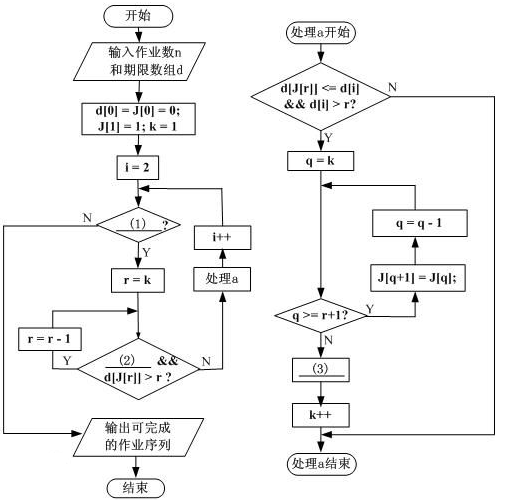 开始
输入作业数n
和期限数组d
d[0] = J[0] = 0;
J[1] = 1; k = 1
i = 2
(1) ?
N
Y
r = k
r = r - 1
(2) &&
d[J[r]] > r ?
Y
N
处理a
i++
输出可完成
的作业序列
结束
处理a开始
d[J[r]] <= d[i]
&& d[i] > r?
N
Y
q = k
q = q - 1
J[q+1] = J[q];
q >= r+1?
Y
N
(3)
k++
处理a结束